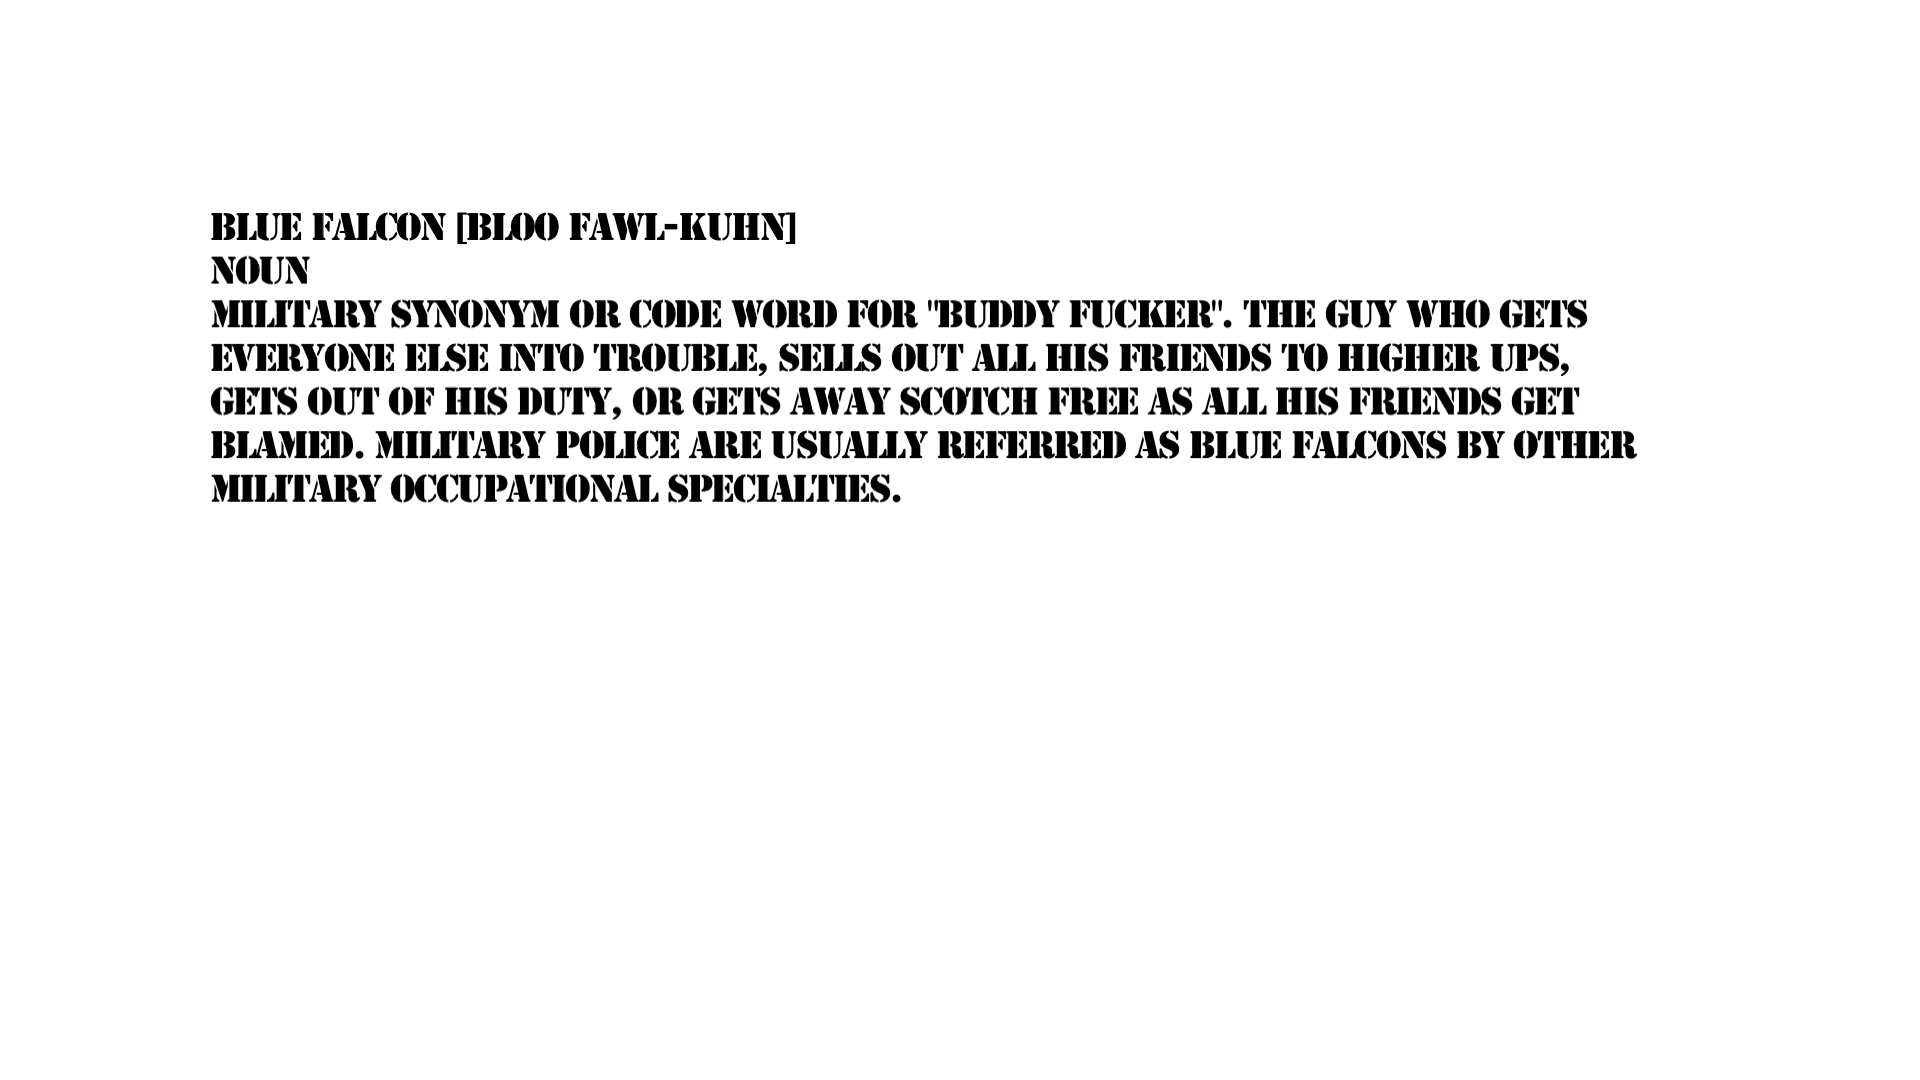 BLUE FALCON [BLOO FAWL-KUHN]
NOUN
MILITARY SYNONYM OR CODE WORD FOR "BUDDY FUCKER". THE GUY WHO GETS
EVERYONE ELSE INTO TROUBLE, SELLS OUT ALL HIS FRIENDS TO HIGHER UPS,
GETS OUT OF HIS DUTY, OR GETS AWAY SCOTCH FREE AS ALL HIS FRIENDS GET
BLAMED. MILITARY POLICE ARE USUALLY REFERRED AS BLUE FALCONS BY OTHER
MILITARY OCCUPATIONAL SPECIALTIES.